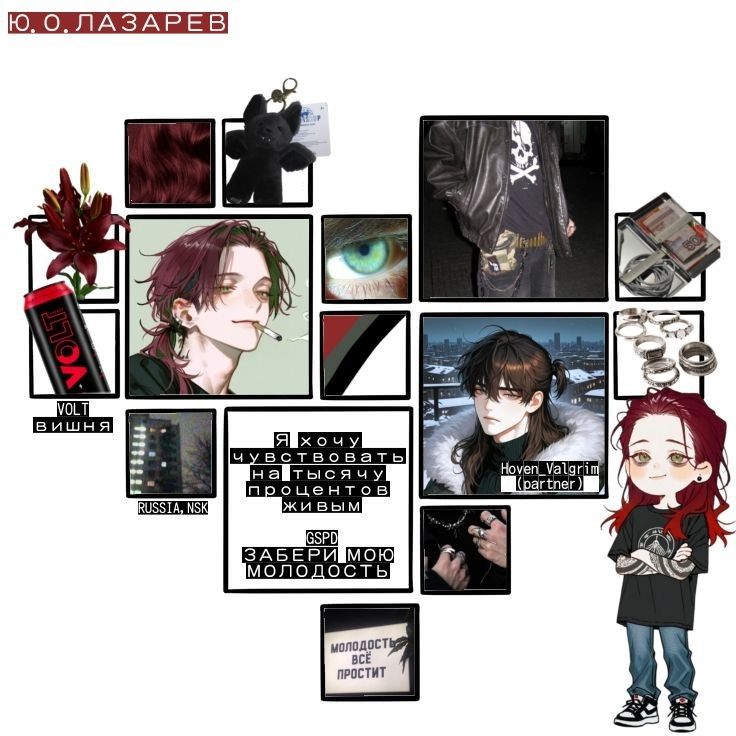 Ю.О.ЛАЗАРЕВ
VOLT
VOLT
вишня
RUSSIA,NSK
Я хочу
чувствовать
на тысячу
процентов
живым
GSPD
ЗАБЕРИ МОЮ
МОЛОДОСТЬ
Hoven_Valgrim
(partner)
МОЛОДОСТЬ
ВСЁ
ПРОСТИТ